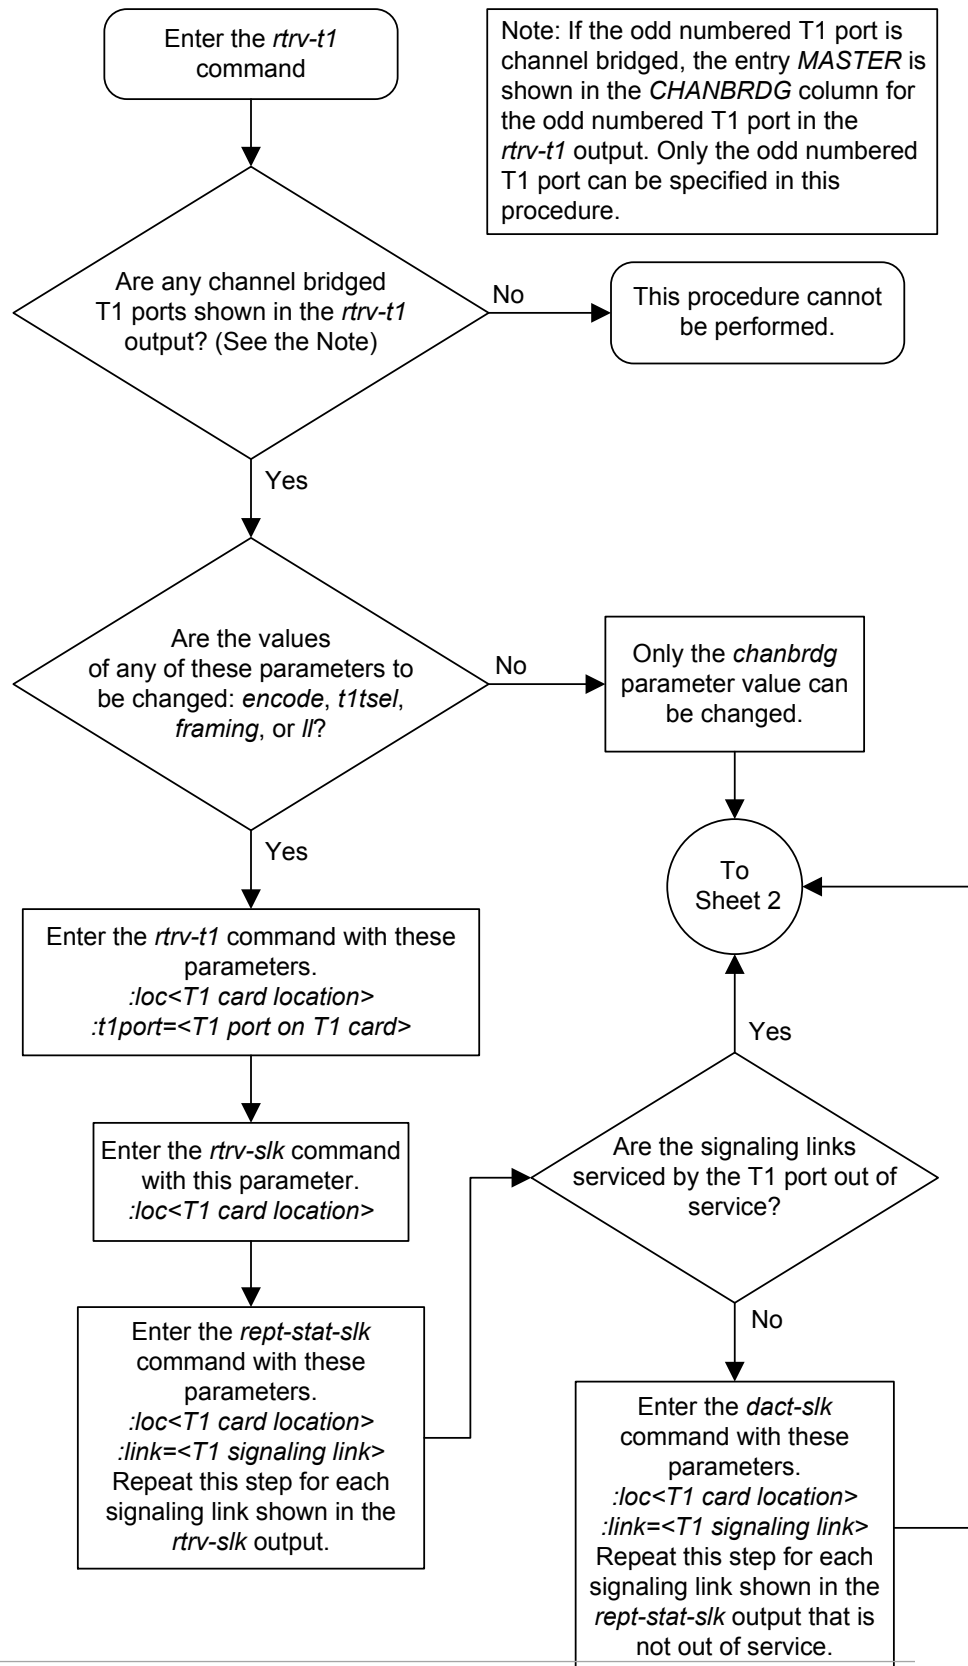 Enter the rtrv-t1
command
Note: If the odd numbered T1 port is
channel bridged, the entry MASTER is
shown in the CHANBRDG column for
the odd numbered T1 port in the
rtrv-t1 output. Only the odd numbered
T1 port can be specified in this
procedure.
Are any channel bridged
T1 ports shown in the rtrv-t1
output? (See the Note)
No
This procedure cannot
be performed.
Yes
Are the values
of any of these parameters to
be changed: encode, t1tsel,
framing, or ll?
No
Only the chanbrdg
parameter value can
be changed.
Yes
To
Sheet 2
Enter the rtrv-t1 command with these
parameters.
:loc<T1 card location>
:t1port=<T1 port on T1 card>
Yes
Enter the rtrv-slk command
with this parameter.
:loc<T1 card location>
Are the signaling links
serviced by the T1 port out of
service?
No
Enter the rept-stat-slk
command with these
parameters.
:loc<T1 card location>
:link=<T1 signaling link>
Repeat this step for each
signaling link shown in the
rtrv-slk output.
Enter the dact-slk
command with these
parameters.
:loc<T1 card location>
:link=<T1 signaling link>
Repeat this step for each
signaling link shown in the
rept-stat-slk output that is
not out of service.